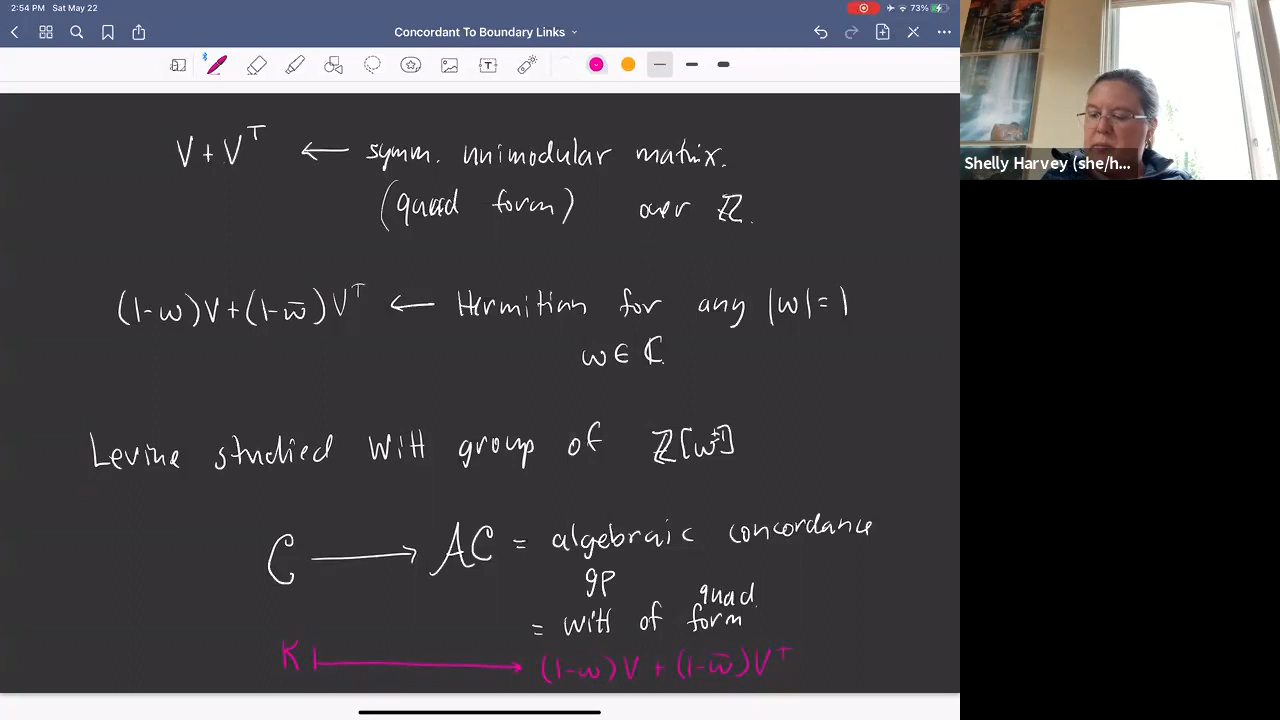 2:54 PM Sat May 22
73%
Concordant To Boundary Links
V + V^T ← symm. unimodular matrix.
(quad form) over ℤ.
(1-ω)V + (1-ω̄)V^T ← Hermitian for any |ω| = 1
ω ∈ ℂ
Levine studied Witt group of ℤ[ω^±1]
C → AC = algebraic concordance
gp
= witt of quad. form
K ↦ (1-ω)V + (1-ω̄)V^T
Shelly Harvey (she/h...